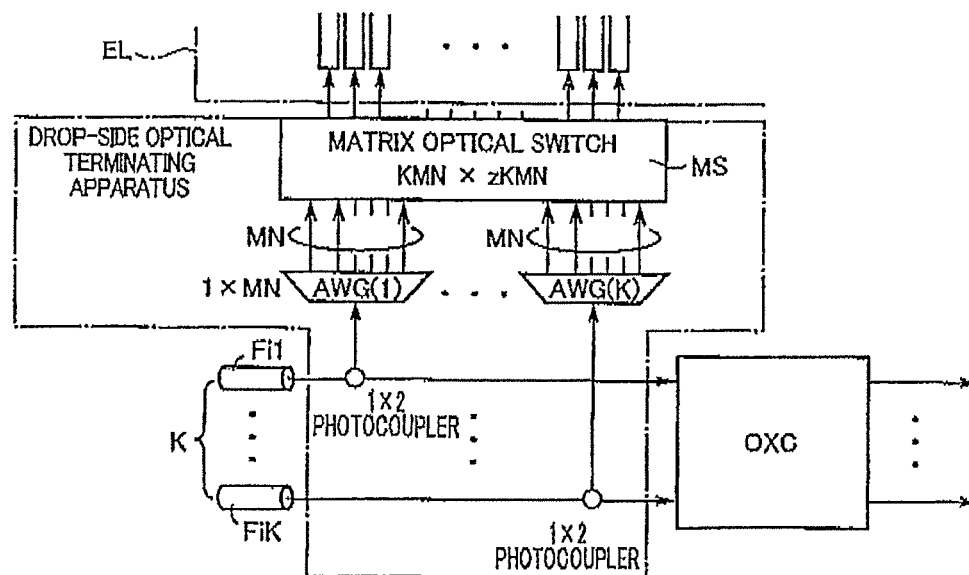 EL
DROP-SIDE OPTICAL
TERMINATING
APPARATUS
MATRIX OPTICAL SWITCH
KMN × zKMN
MS
MN
MN
1×MN
AWG(1)
AWG(K)
Fi1
1×2
PHOTOCOUPLER
K
OXC
FiK
1×2
PHOTOCOUPLER